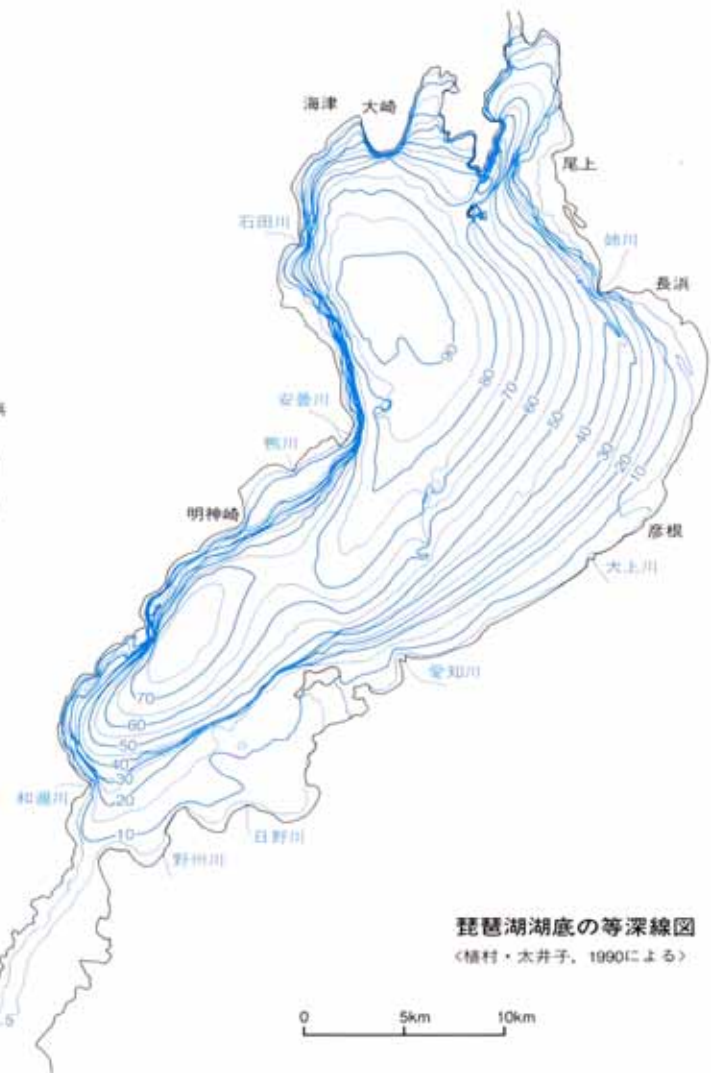 海津
大崎
尾上
石田川
姉川
長浜
90
80
70
60
50
40
30
20
10
安曇川
鴨川
明神崎
彦根
犬上川
愛知川
70
60
50
40
30
20
10
和邇川
日野川
野州川
琵琶湖湖底の等深線図
〈植村・太井子，1990による〉
0 5km 10km